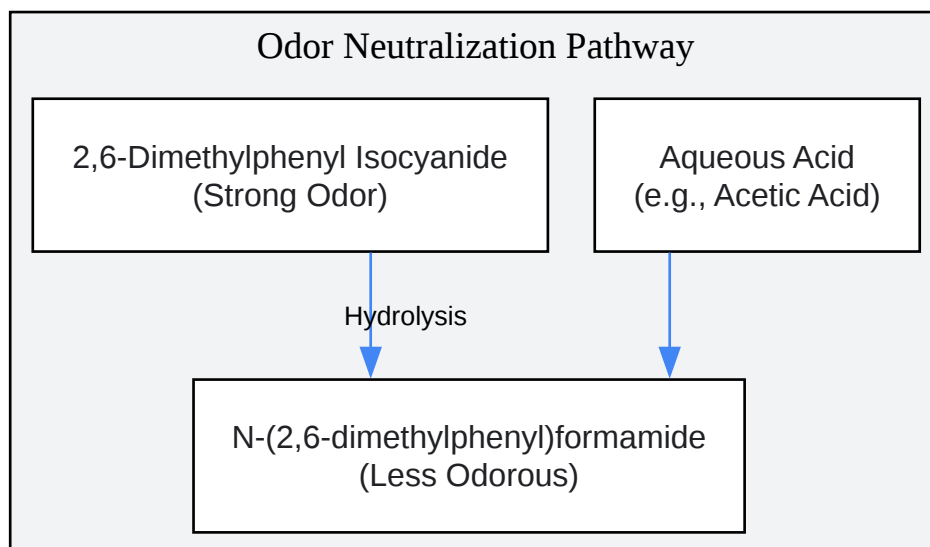 Odor Neutralization Pathway
2,6-Dimethylphenyl Isocyanide
(Strong Odor)
Aqueous Acid
(e.g., Acetic Acid)
Hydrolysis
N-(2,6-dimethylphenyl)formamide
(Less Odorous)